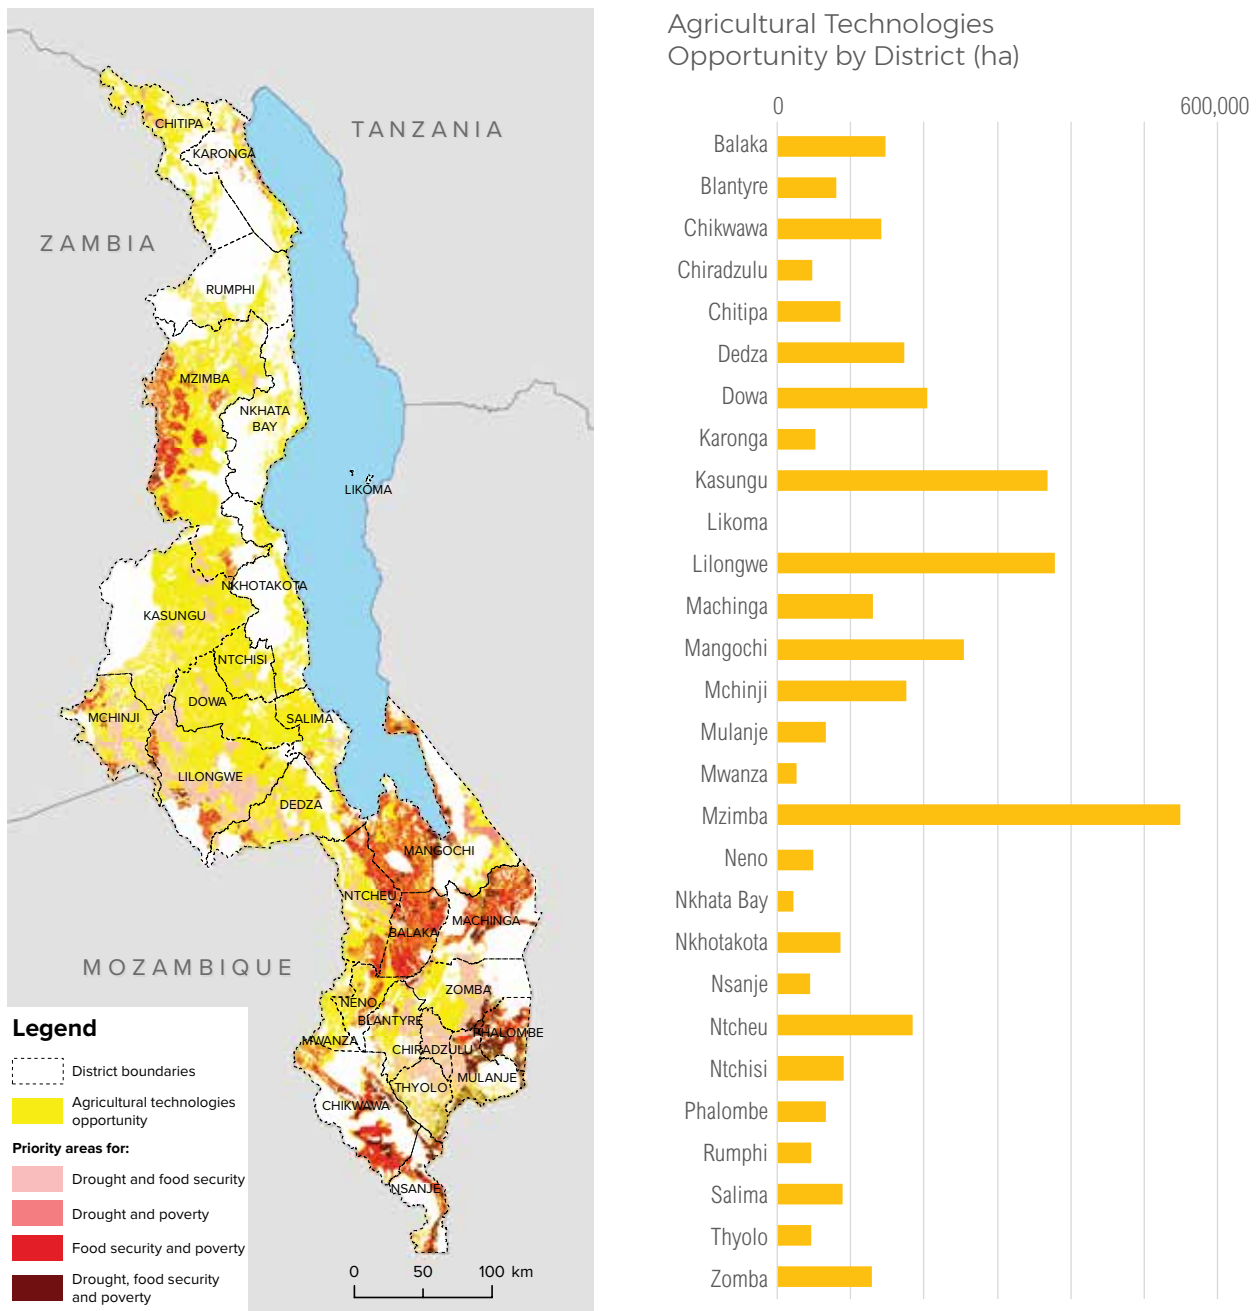 TANZANIA
ZAMBIA
MOZAMBIQUE
CHITIPA
KARONGA
RUMPHI
MZIMBA
NKHATA
BAY
LIKOMA
NKHOTAKOTA
KASUNGU
NTCHISI
DOWA
MCHINJI
SALIMA
LILONGWE
DEDZA
MANGOCHI
NTCHEU
MACHINGA
BALAKA
ZOMBA
NENO
BLANTYRE
PHALOMBE
MWANZA
CHIRADZULU
MULANJE
THYOLO
CHIKWAWA
NSANJE
Legend
District boundaries
Agricultural technologies
opportunity
Priority areas for:
Drought and food security
Drought and poverty
Food security and poverty
Drought, food security
and poverty
0 50 100 km
Agricultural Technologies
Opportunity by District (ha)
0 600,000
Balaka
Blantyre
Chikwawa
Chiradzulu
Chitipa
Dedza
Dowa
Karonga
Kasungu
Likoma
Lilongwe
Machinga
Mangochi
Mchinji
Mulanje
Mwanza
Mzimba
Neno
Nkhata Bay
Nkhotakota
Nsanje
Ntcheu
Ntchisi
Phalombe
Rumphi
Salima
Thyolo
Zomba